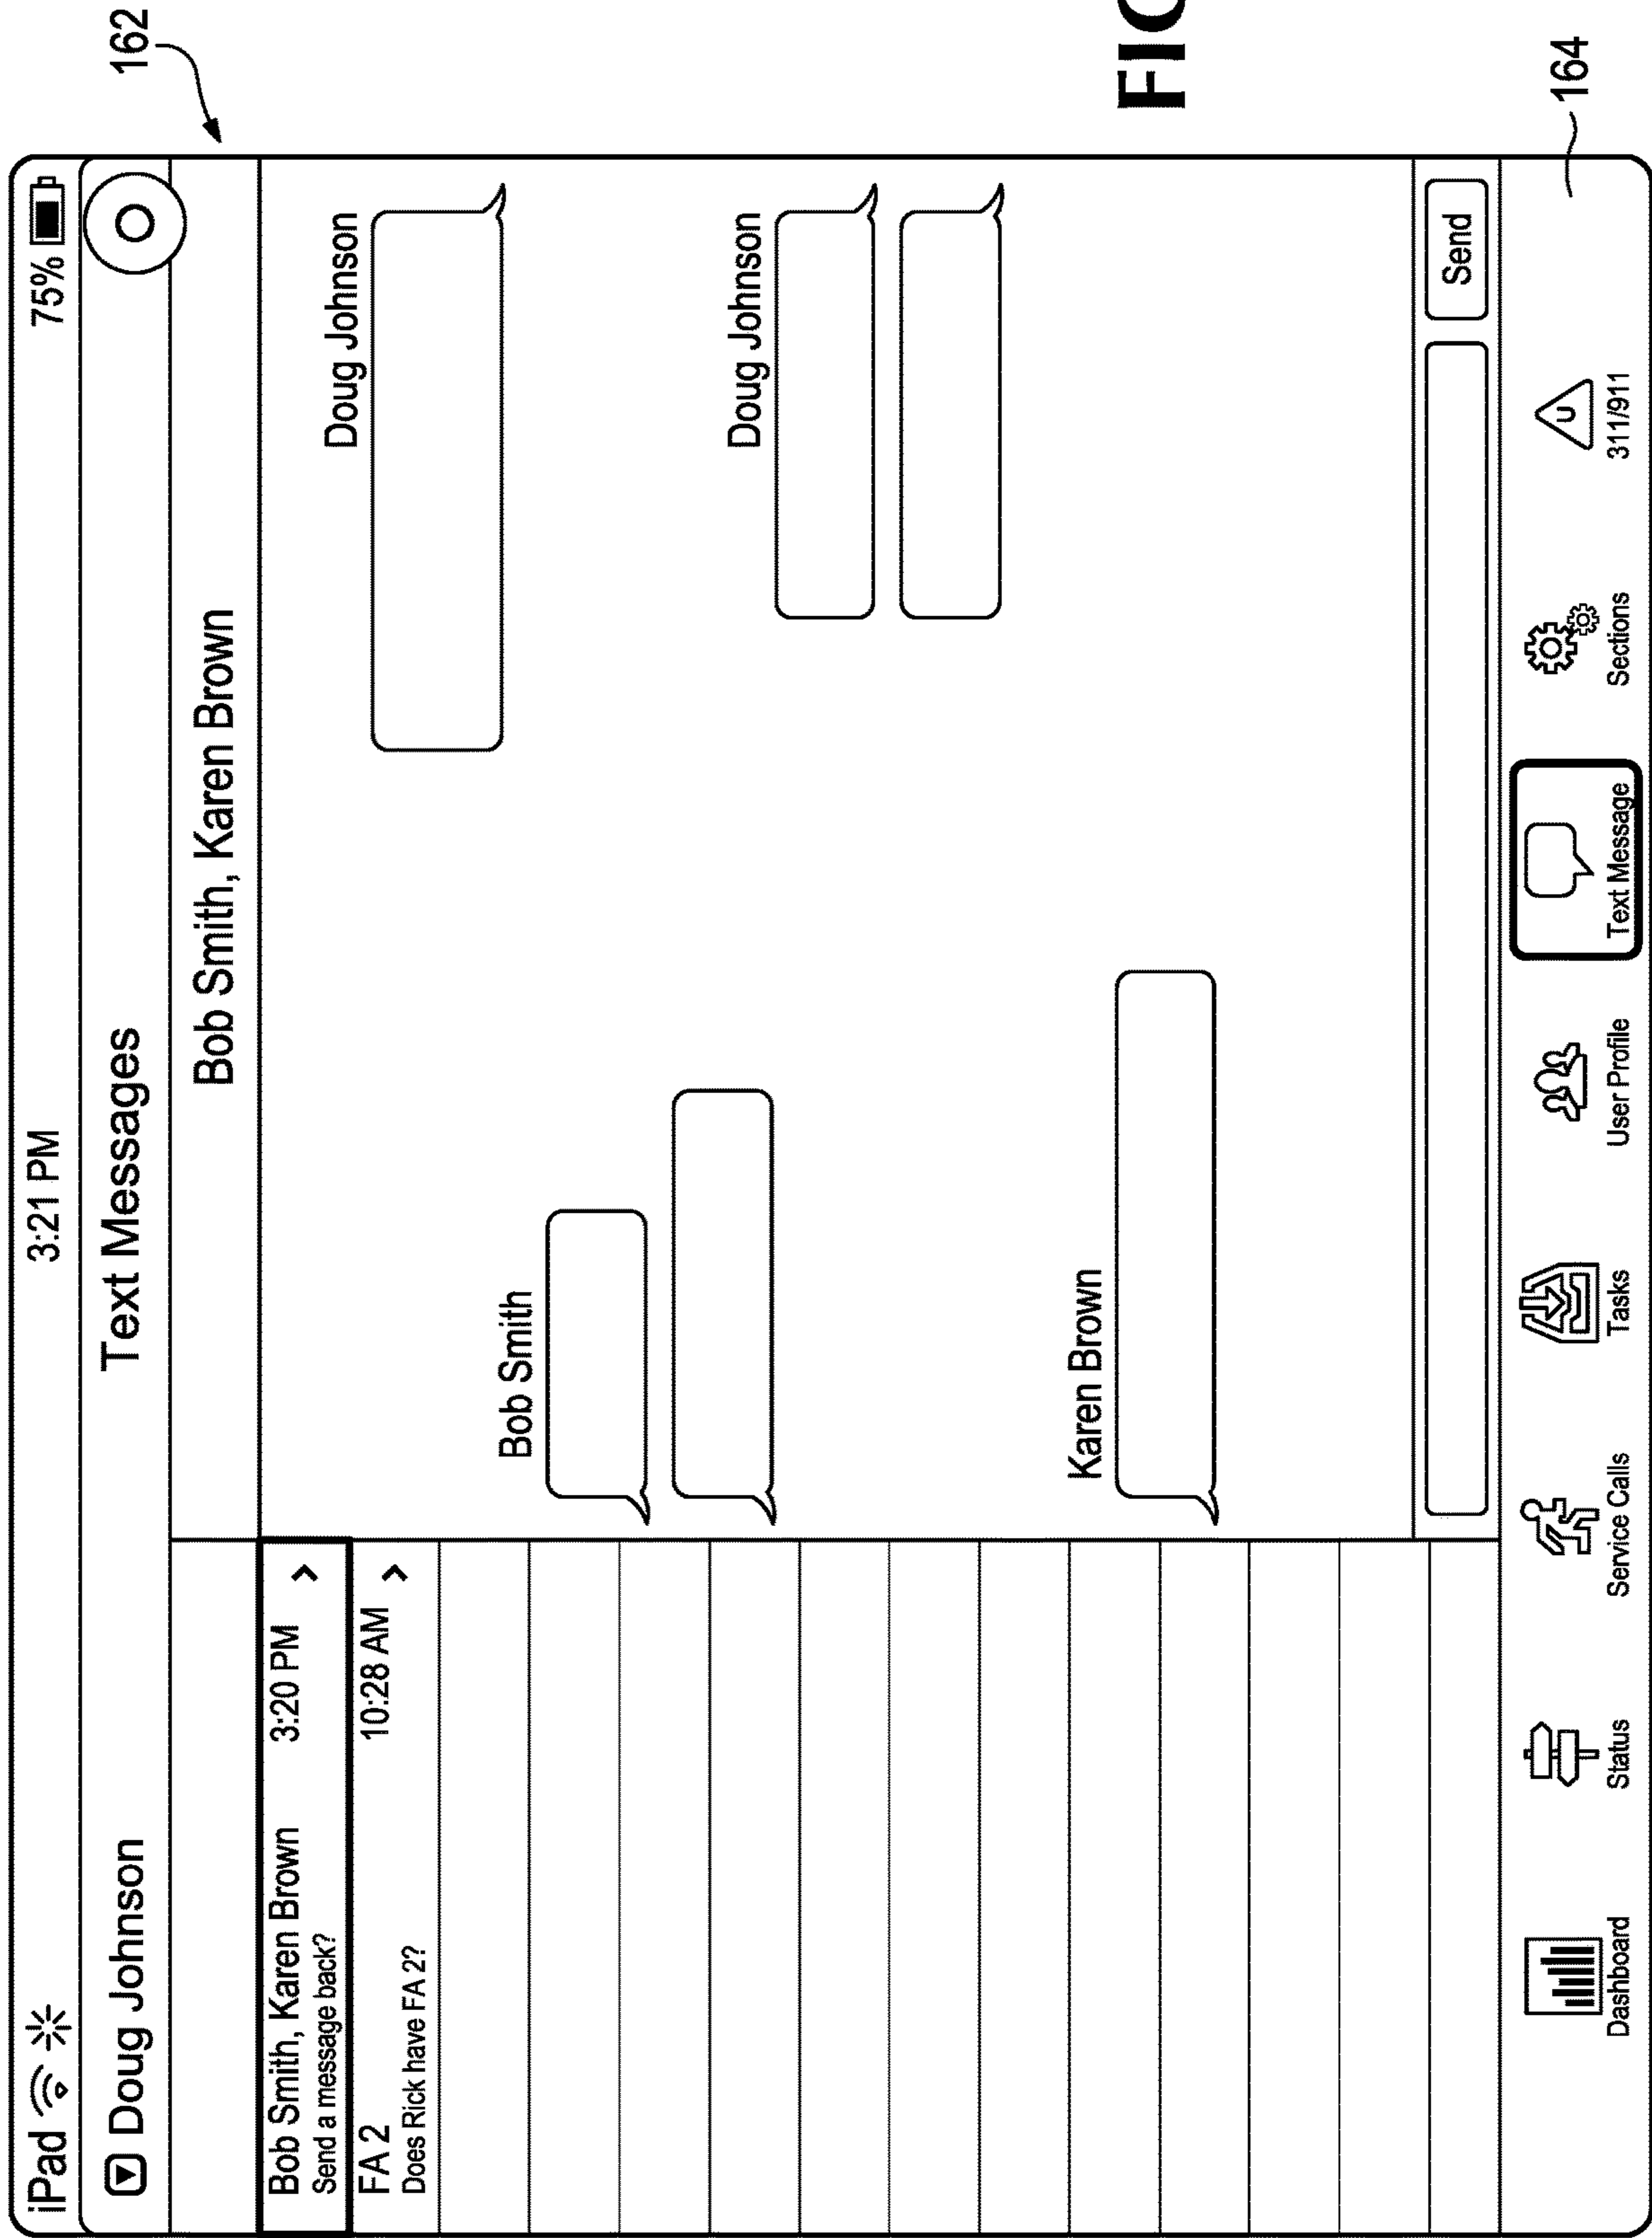 iPad 3:21 PM 75%
Doug Johnson Text Messages
162
Bob Smith, Karen Brown
Bob Smith, Karen Brown 3:20 PM >
Send a message back?
FA 2 10:28 AM >
Does Rick have FA 2?
Doug Johnson
Bob Smith
Doug Johnson
Karen Brown
Send
Dashboard
Status
Service Calls
Tasks
User Profile
Text Message
Sections
311/911
164